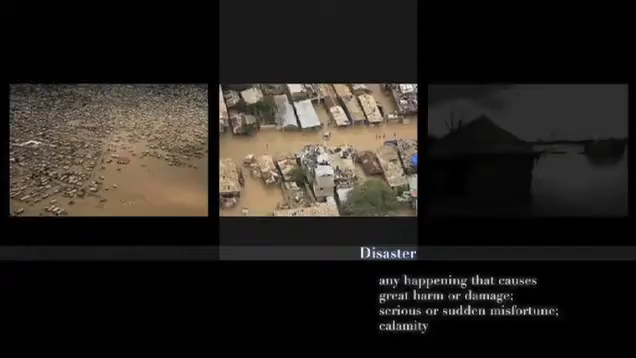 Disaster
any happening that causes
great harm or damage;
serious or sudden misfortune;
calamity